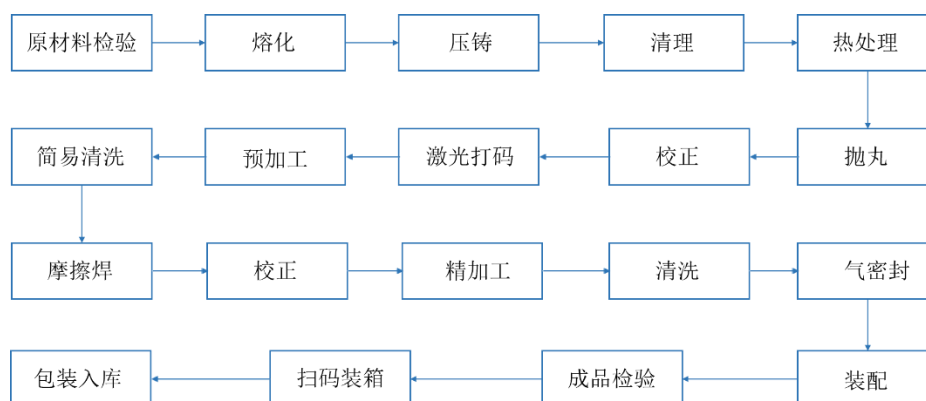 原材料检验
熔化
压铸
清理
热处理
抛丸
校正
激光打码
预加工
简易清洗
摩擦焊
校正
精加工
清洗
气密封
装配
成品检验
扫码装箱
包装入库